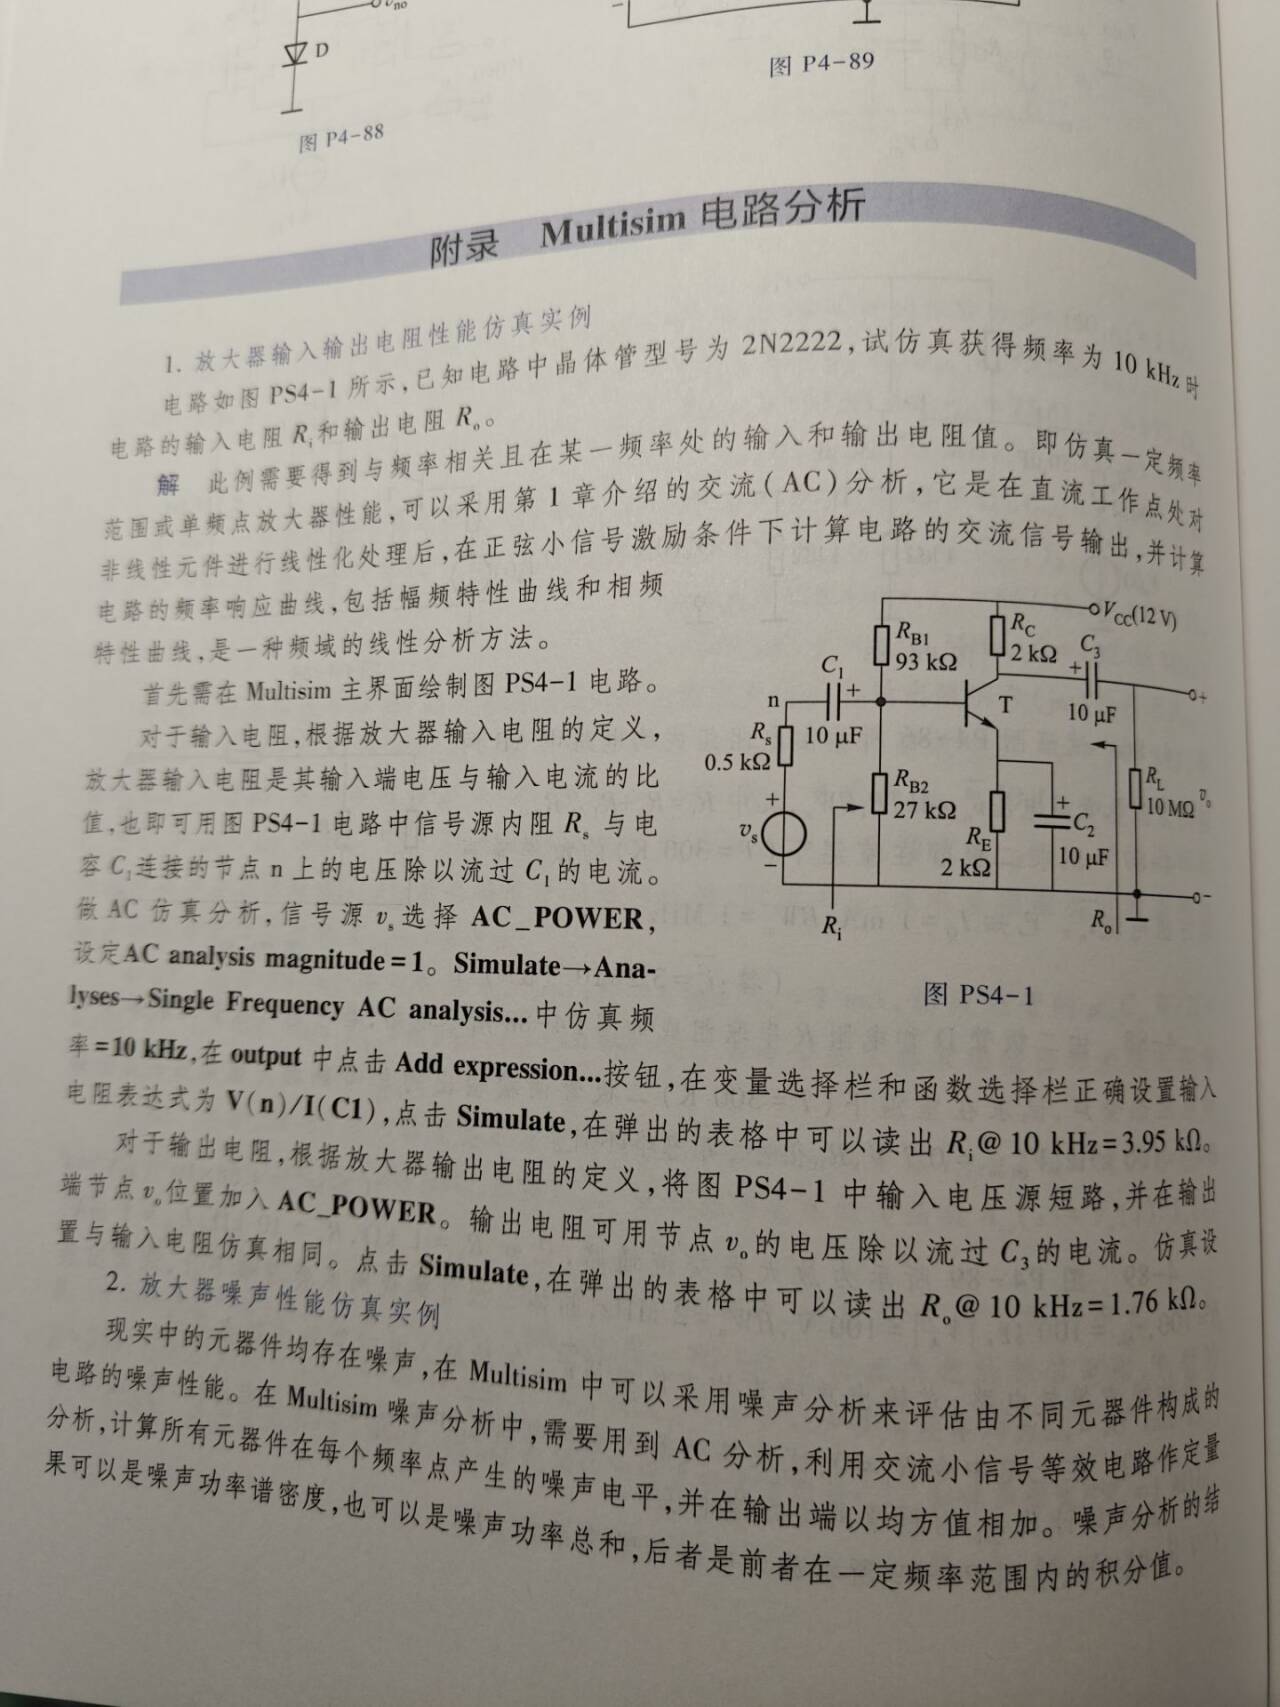 D
图 P4-88
图 P4-89
附录 Multisim 电路分析
1. 放大器输入输出电阻性能仿真实例
电路如图 PS4-1 所示,已知电路中晶体管型号为 2N2222,试仿真获得频率为 10 kHz 时
电路的输入电阻 Ri和输出电阻 Ro。
解 此例需要得到与频率相关且在某一频率处的输入和输出电阻值。即仿真一定频率
范围或单频点放大器性能,可以采用第 1 章介绍的交流(AC)分析,它是在直流工作点处对
非线性元件进行线性化处理后,在正弦小信号激励条件下计算电路的交流信号输出,并计算
电路的频率响应曲线,包括幅频特性曲线和相频
特性曲线,是一种频域的线性分析方法。
首先需在 Multisim 主界面绘制图 PS4-1 电路。
对于输入电阻,根据放大器输入电阻的定义,
放大器输入电阻是其输入端电压与输入电流的比
值,也即可用图 PS4-1 电路中信号源内阻 Rs 与电
容 C1连接的节点 n 上的电压除以流过 C1 的电流。
做 AC 仿真分析,信号源 vs 选择 AC_POWER,
设定AC analysis magnitude=1。Simulate→Ana-
lyses→Single Frequency AC analysis...中仿真频
率=10 kHz,在 output 中点击 Add expression...按钮,在变量选择栏和函数选择栏正确设置输入
电阻表达式为 V(n)/I(C1),点击 Simulate,在弹出的表格中可以读出 Ri@ 10 kHz=3.95 kΩ。
VCC(12 V)
RB1
93 kΩ
RC
2 kΩ
C3
+
10 μF
C1
+
10 μF
n
T
Rs
0.5 kΩ
RB2
27 kΩ
RE
2 kΩ
+
C2
10 μF
RL
10 MΩ
vo
+
vs
-
+
-
Ri
Ro
图 PS4-1
对于输出电阻,根据放大器输出电阻的定义,将图 PS4-1 中输入电压源短路,并在输出
端节点 vo位置加入 AC_POWER。输出电阻可用节点 vo的电压除以流过 C3的电流。仿真设
置与输入电阻仿真相同。点击 Simulate,在弹出的表格中可以读出 Ro@ 10 kHz=1.76 kΩ。
2. 放大器噪声性能仿真实例
现实中的元器件均存在噪声,在 Multisim 中可以采用噪声分析来评估由不同元器件构成的
电路的噪声性能。在 Multisim 噪声分析中,需要用到 AC 分析,利用交流小信号等效电路作定量
分析,计算所有元器件在每个频率点产生的噪声电平,并在输出端以均方值相加。噪声分析的结
果可以是噪声功率谱密度,也可以是噪声功率总和,后者是前者在一定频率范围内的积分值。